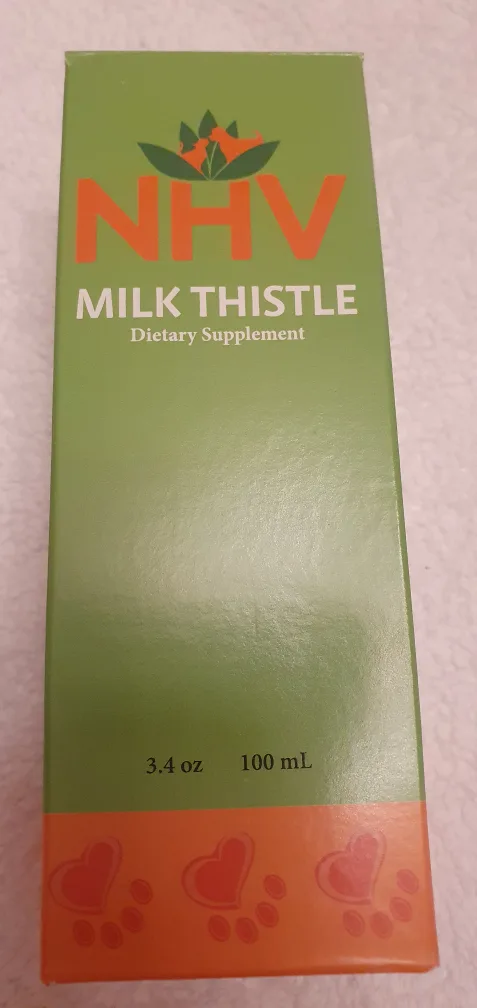 NHV
MILK THISTLE
Dietary Supplement
3.4 oz 100 mL